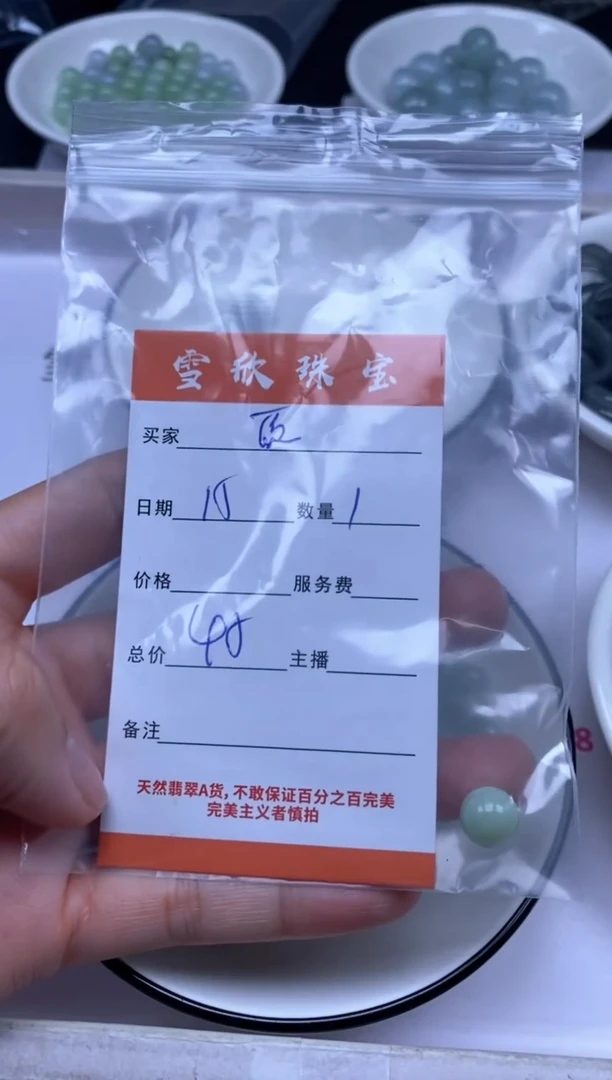 雪欣珠宝
买家
日期 数量 1
价格 服务费
总价 主播
备注
天然翡翠A货,不敢保证百分之百完美
完美主义者慎拍
8